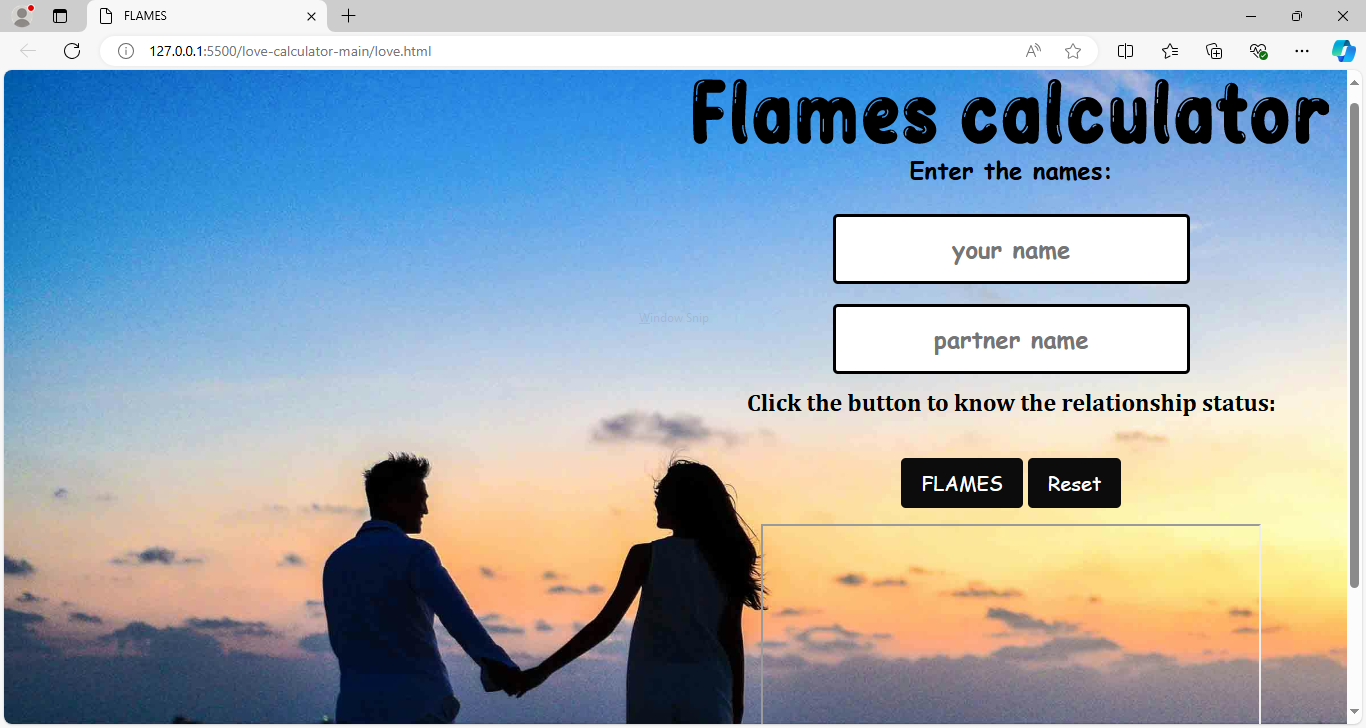 FLAMES
127.0.0.1:5500/love-calculator-main/love.html
Flames calculator
Enter the names:
your name
Window Snip
partner name
Click the button to know the relationship status:
FLAMES Reset